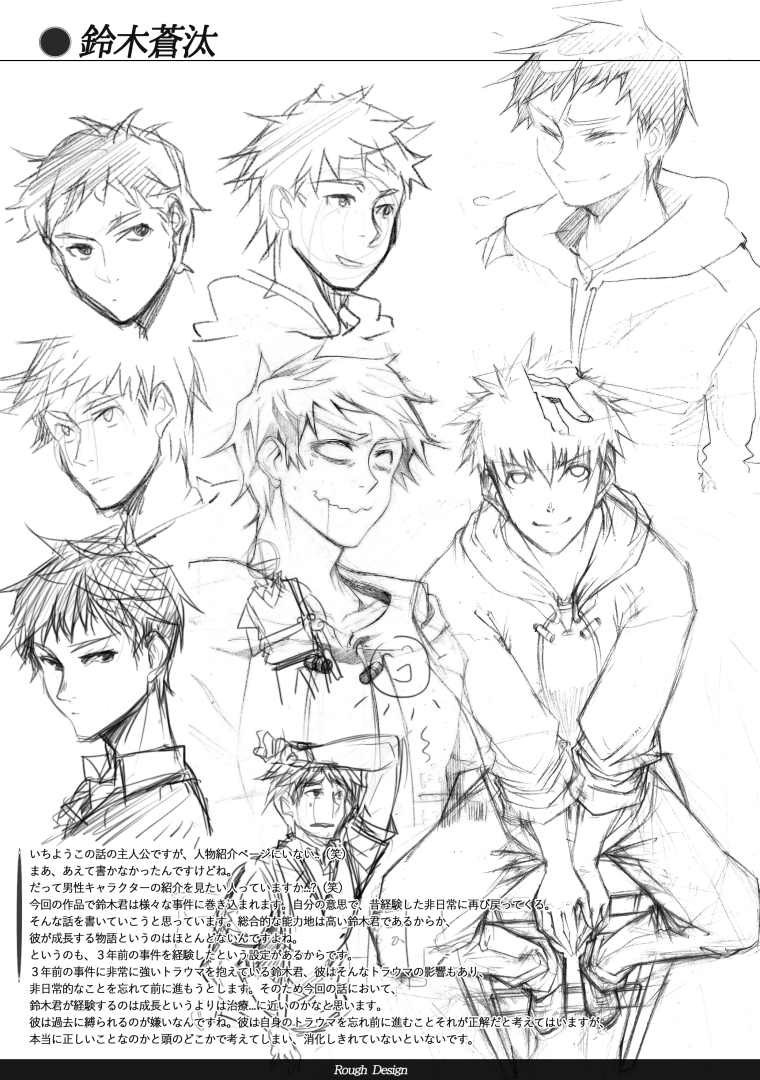 鈴木蒼汰
いちようこの話の主人公ですが、人物紹介ページにいない...（笑）
まあ、あえて書かなかったんですけどね。
だって男性キャラクターの紹介を見たい人っていますか...?（笑）
今回の作品で鈴木君は様々な事件に巻き込まれます。自分の意思で、昔経験した非日常に再び戻ってくる。
そんな話を書いていこうと思っています。総合的な能力地は高い鈴木君であるからか、
彼が成長する物語というのはほとんどないんですよね。
というのも、３年前の事件を経験したという設定があるからです。
３年前の事件に非常に強いトラウマを抱えている鈴木君、彼はそんなトラウマの影響もあり、
非日常的なことを忘れて前に進もうとします。そのため今回の話において、
鈴木君が経験するのは成長というよりは治療...に近いのかなと思います。
彼は過去に縛られるのが嫌いなんですね。彼は自身のトラウマを忘れ前に進むことそれが正解だと考えてはいますが、
本当に正しいことなのかと頭のどこかで考えてしまい、消化しきれていないといないです。
Rough Design